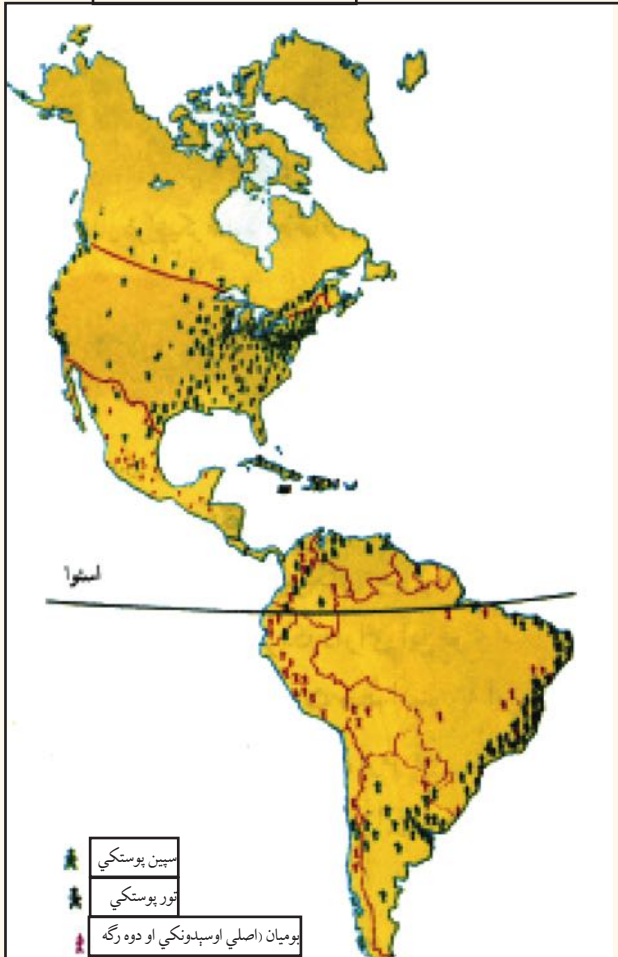 استوا
سپين پوستکي
تور پوستکي
بوميان (اصلي اوسېدونکي او دوه رګه